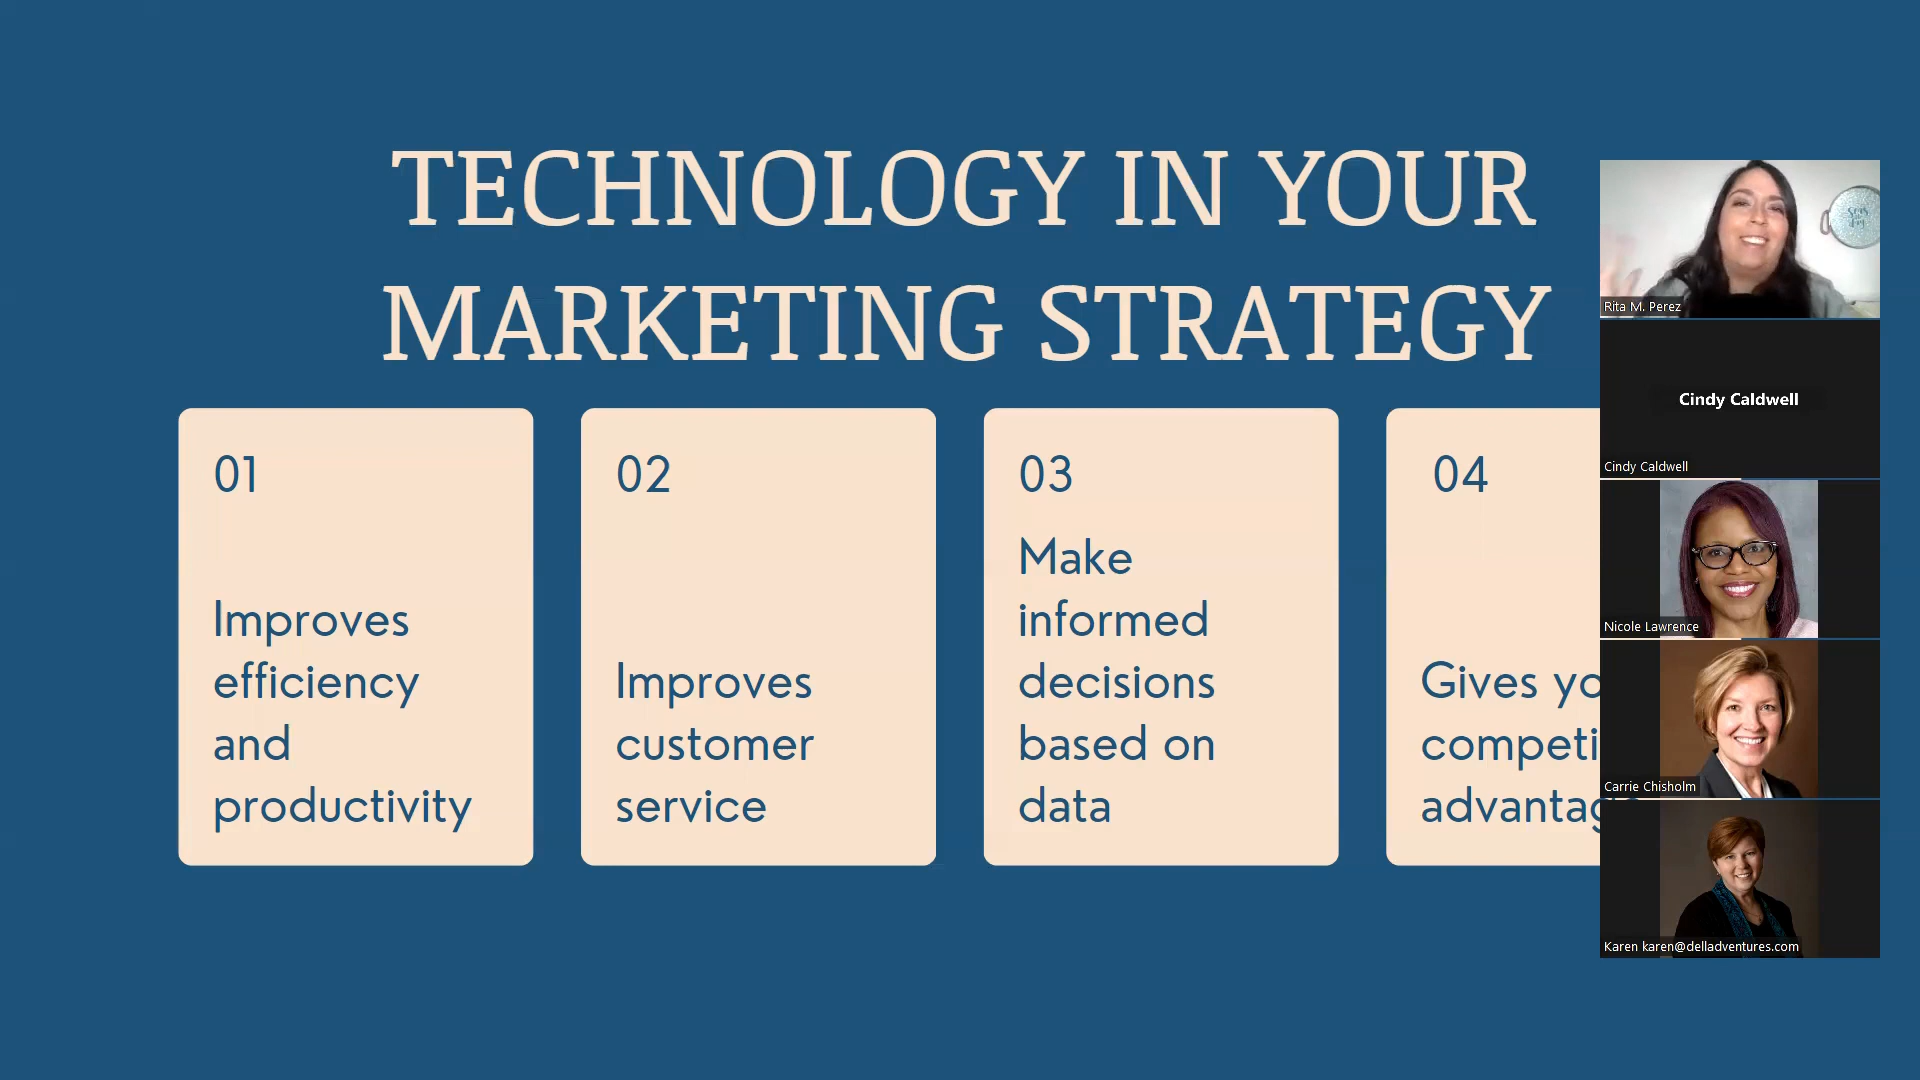 TECHNOLOGY IN YOUR
MARKETING STRATEGY
01
Improves
efficiency
and
productivity
02
Improves
customer
service
03
Make
informed
decisions
based on
data
04
Gives
Rita M. Perez
Cindy Caldwell
Cindy Caldwell
Nicole Lawrence
Carrie Chisholm
Karen karen@delladventures.com